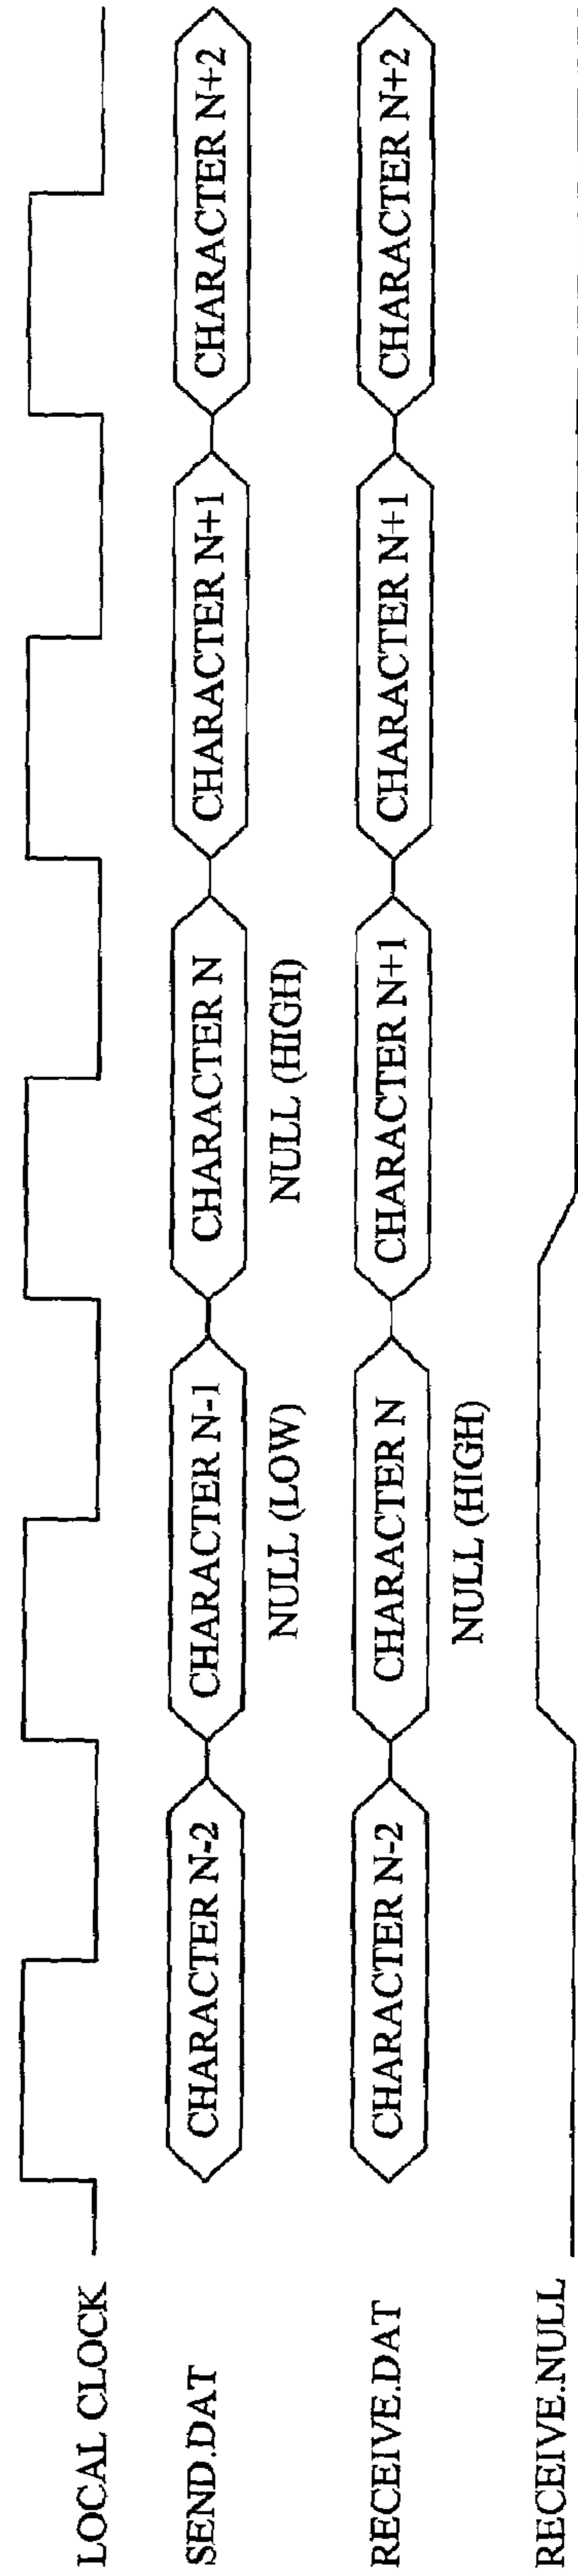 LOCAL CLOCK
SEND.DAT
CHARACTER N-2
CHARACTER N-1
CHARACTER N
CHARACTER N+1
CHARACTER N+2
NULL (LOW)
NULL (HIGH)
RECEIVE.DAT
CHARACTER N-2
CHARACTER N
CHARACTER N+1
CHARACTER N+1
CHARACTER N+2
NULL (HIGH)
RECEIVE.NULL